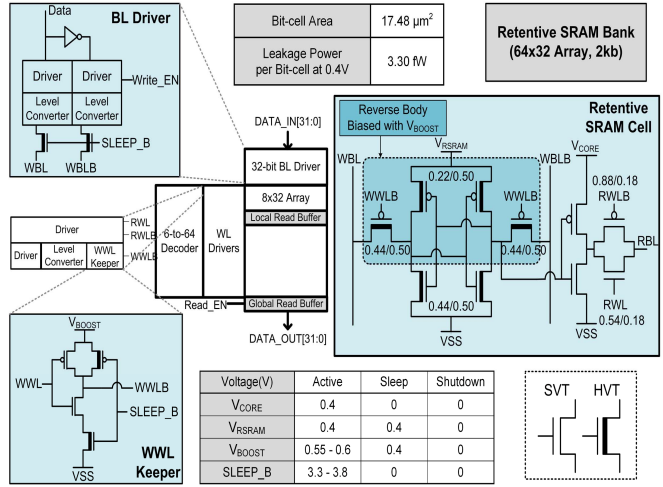 BL Driver
Data
Driver
Driver
Write_EN
Level
Converter
Level
Converter
SLEEP_B
WBL
WBLB
Bit-cell Area
17.48 μm²
Leakage Power
per Bit-cell at 0.4V
3.30 fW
Retentive SRAM Bank
(64x32 Array, 2kb)
DATA_IN[31:0]
32-bit BL Driver
8x32 Array
Local Read Buffer
6-to-64
Decoder
WL
Drivers
Read_EN
Global Read Buffer
DATA_OUT[31:0]
Driver
RWL
RWLB
Driver
Level
Converter
WWL
Keeper
WWLB
Reverse Body
Biased with VBOOST
Retentive
SRAM Cell
WBL
VRSRAM
WBLB
VCORE
0.22/0.50
0.88/0.18
WWLB
WWLB
RWLB
0.44/0.50
0.44/0.50
RBL
0.44/0.50
RWL
VSS
VSS
0.54/0.18
VBOOST
WWL
WWLB
SLEEP_B
VSS
WWL
Keeper
Voltage(V) Active Sleep Shutdown
VCORE 0.4 0 0
VRSRAM 0.4 0.4 0
VBOOST 0.55 - 0.6 0.4 0
SLEEP_B 3.3 - 3.8 0 0
SVT
HVT